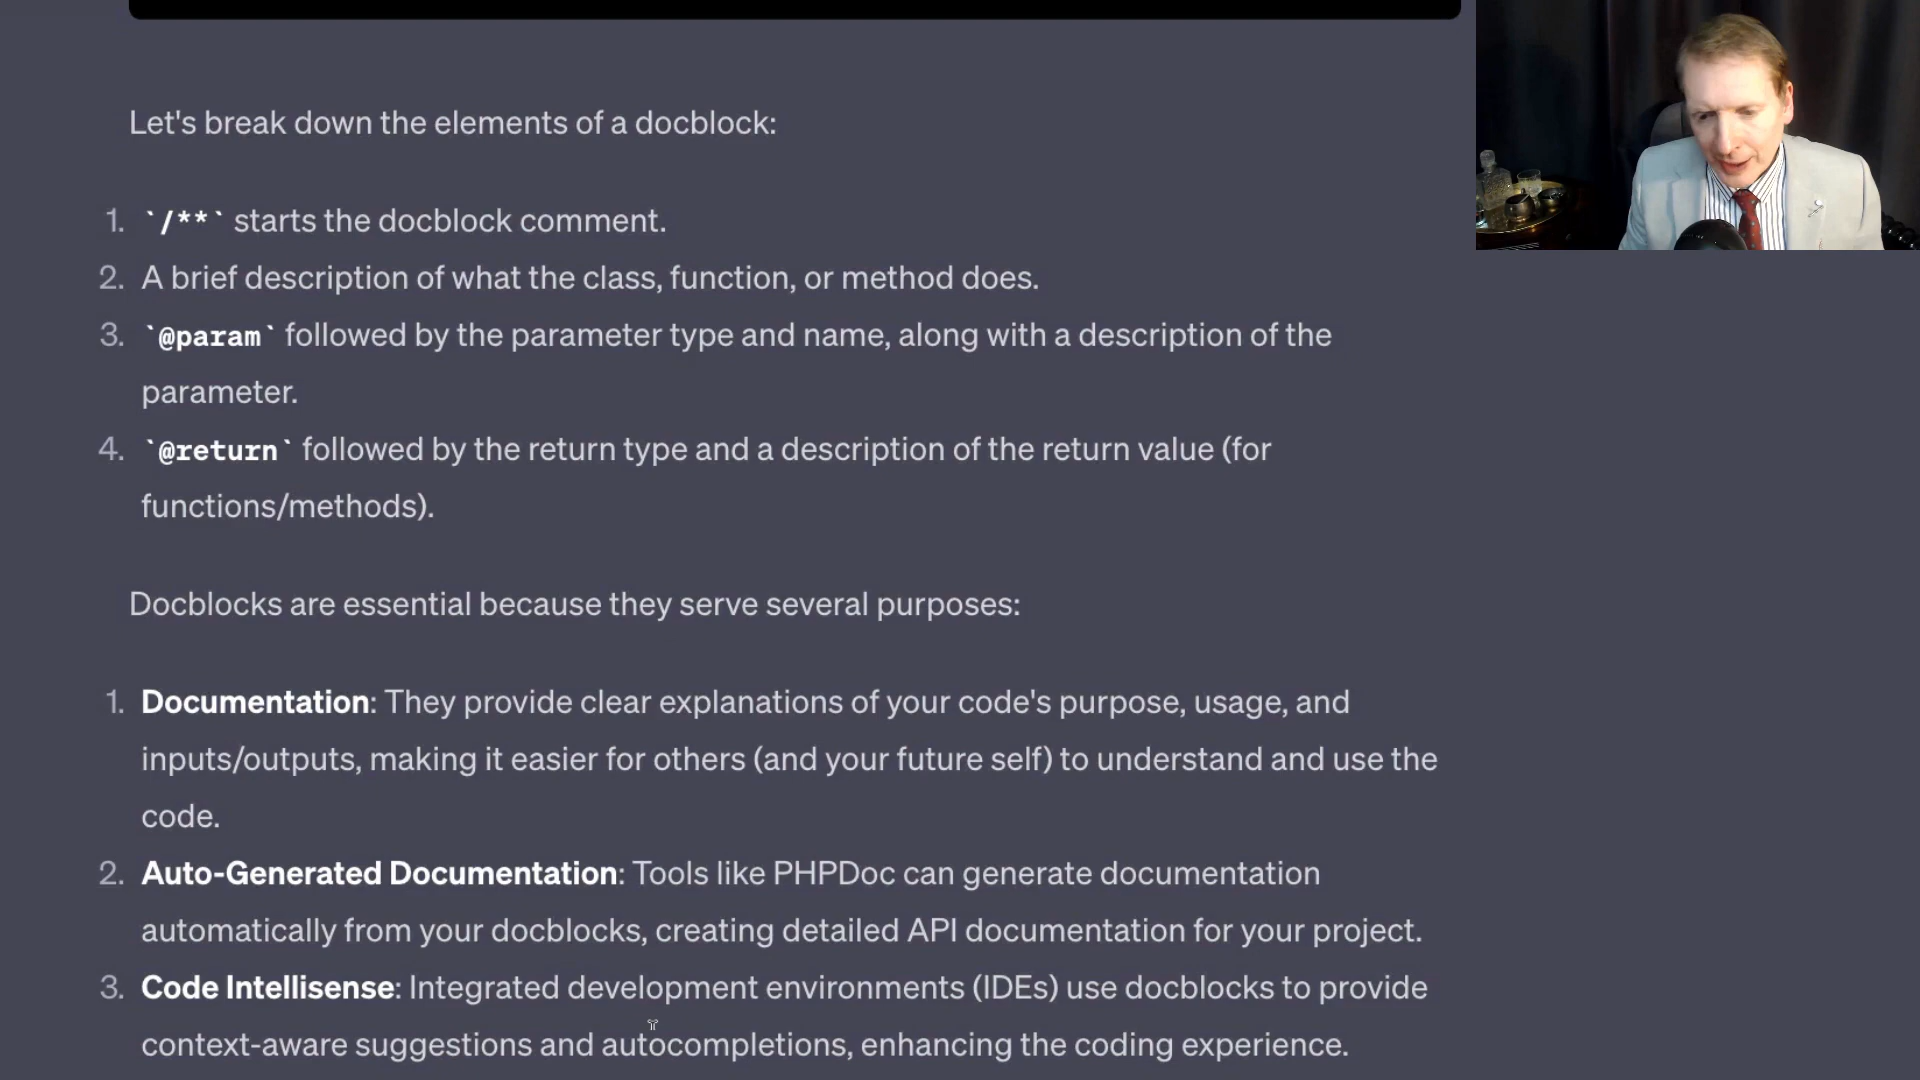 Let's break down the elements of a docblock:
1. `/**` starts the docblock comment.
2. A brief description of what the class, function, or method does.
3. `@param` followed by the parameter type and name, along with a description of the
parameter.
4. `@return` followed by the return type and a description of the return value (for
functions/methods).
Docblocks are essential because they serve several purposes:
1. Documentation: They provide clear explanations of your code's purpose, usage, and
inputs/outputs, making it easier for others (and your future self) to understand and use the
code.
2. Auto-Generated Documentation: Tools like PHPDoc can generate documentation
automatically from your docblocks, creating detailed API documentation for your project.
3. Code Intellisense: Integrated development environments (IDEs) use docblocks to provide
context-aware suggestions and autocompletions, enhancing the coding experience.